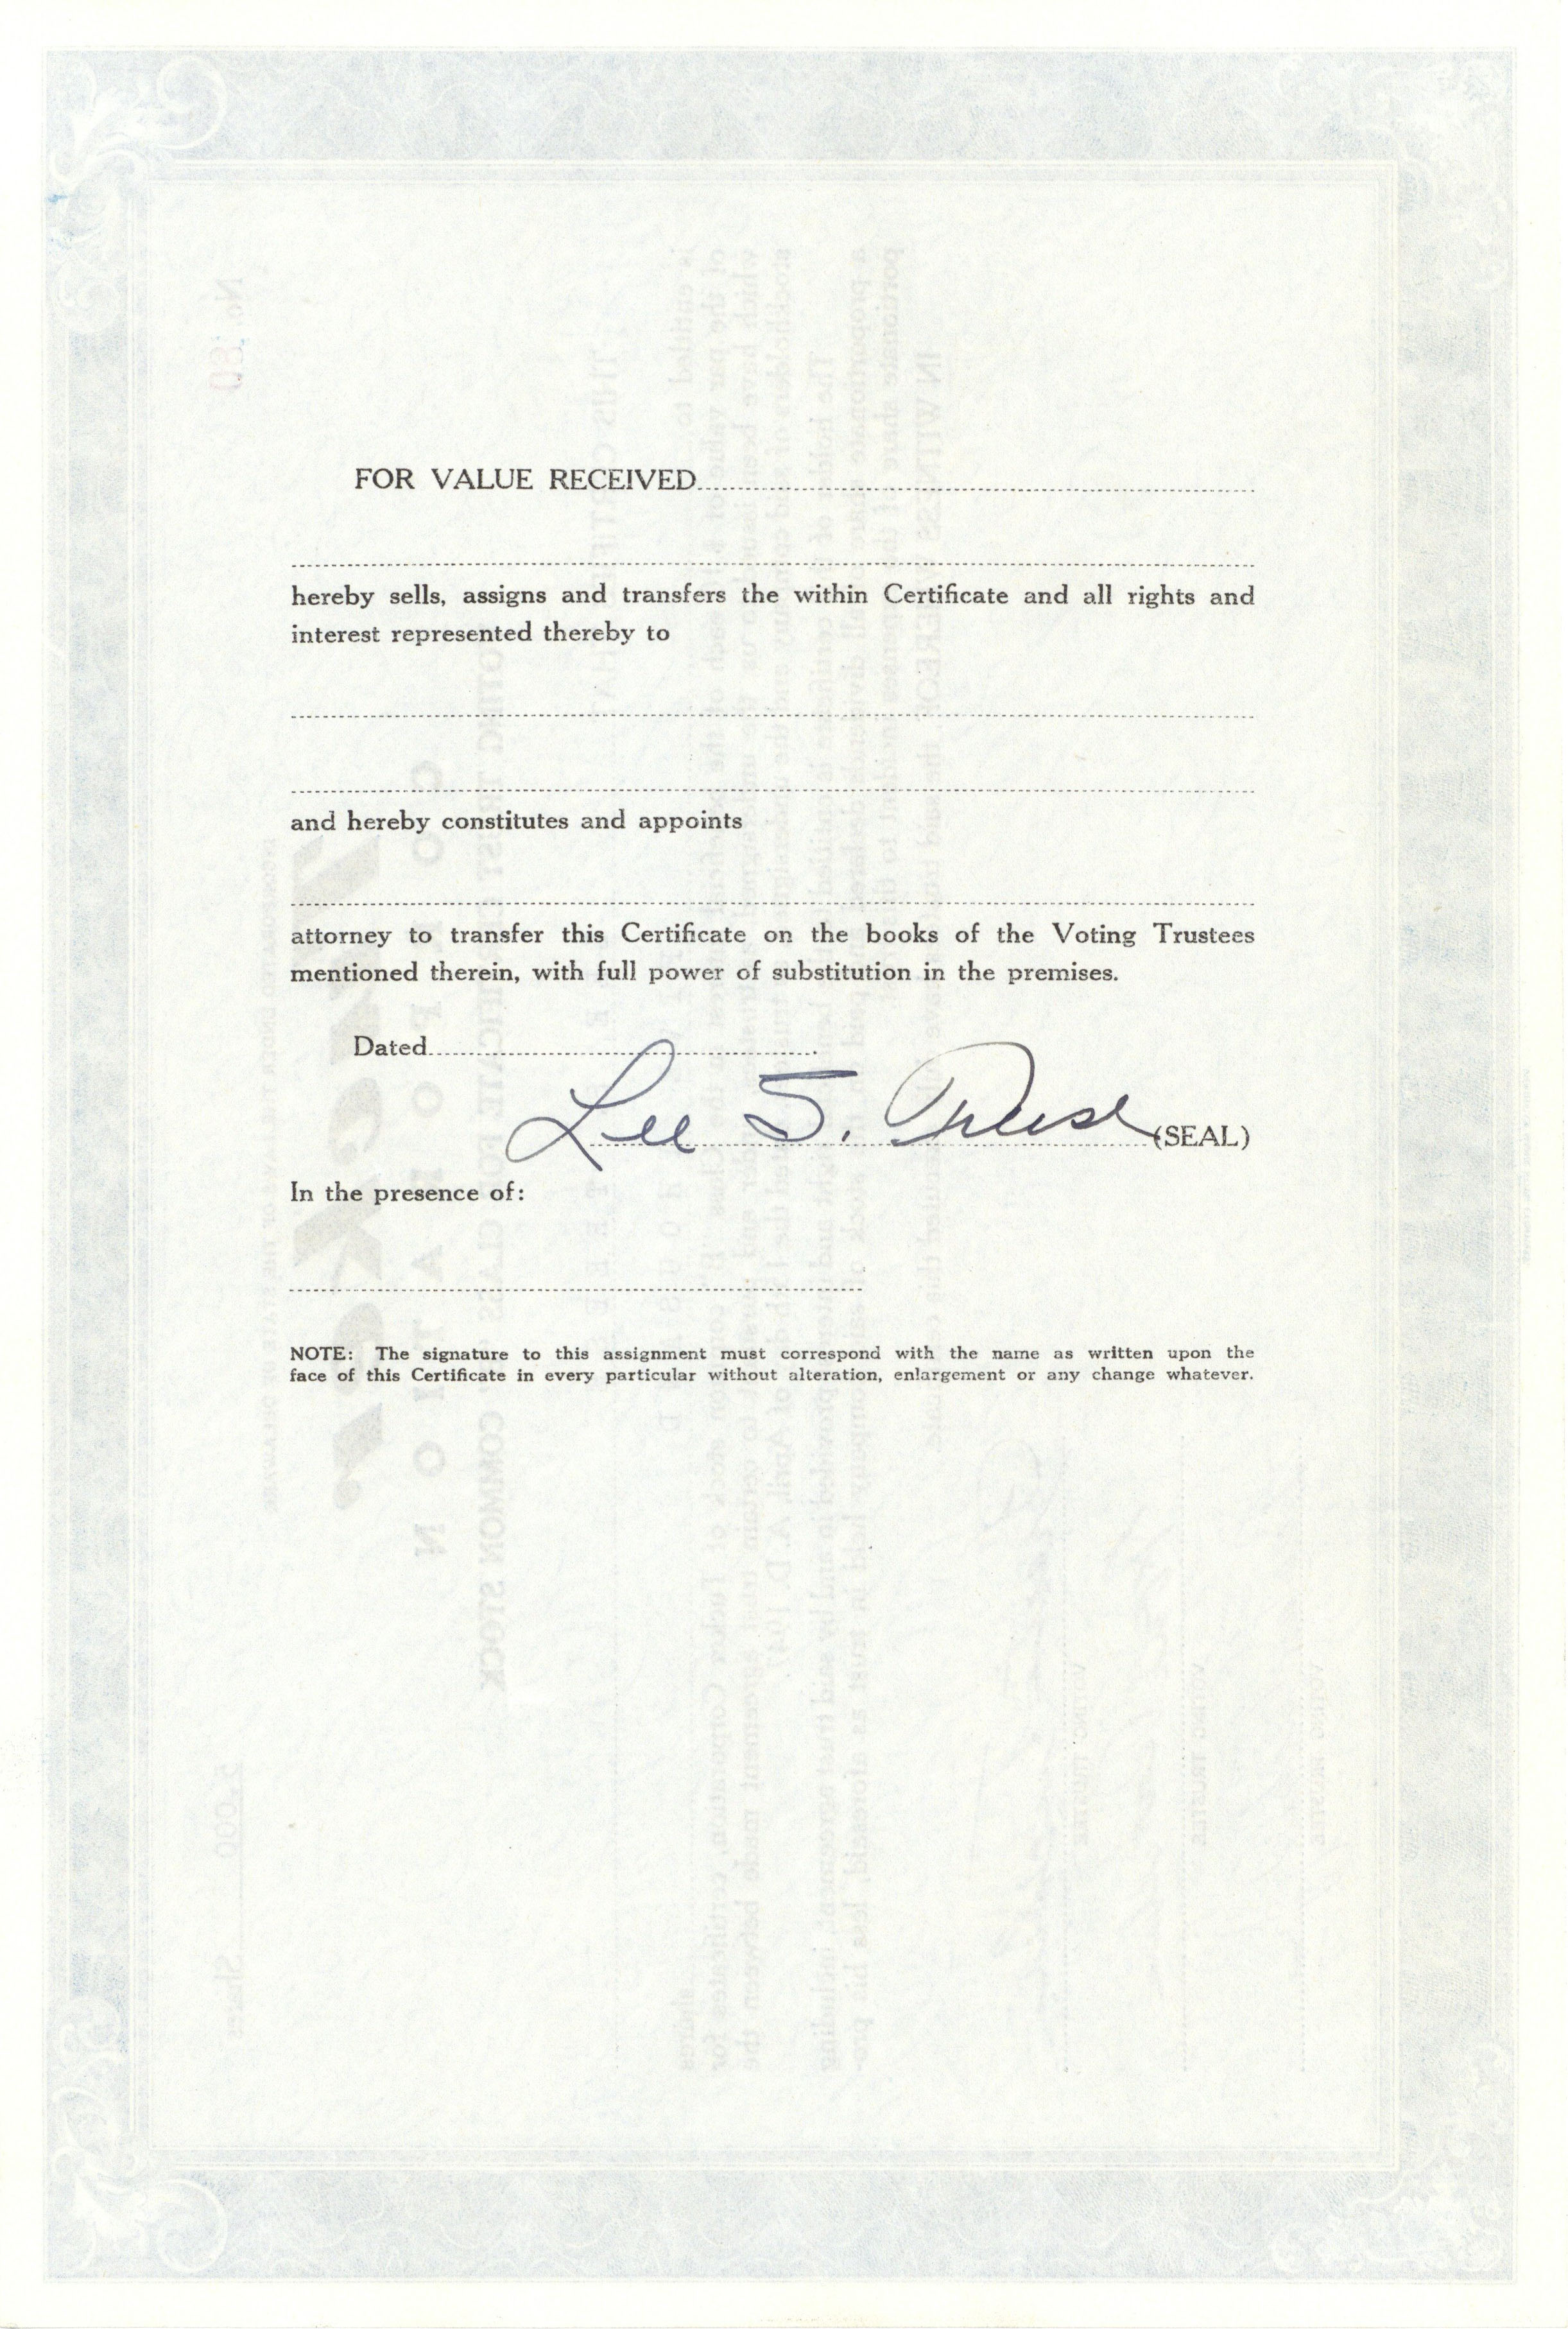 FOR VALUE RECEIVED
hereby sells, assigns and transfers the within Certificate and all rights and
interest represented thereby to
and hereby constitutes and appoints
attorney to transfer this Certificate on the books of the Voting Trustees
mentioned therein, with full power of substitution in the premises.
Dated
Lee S.
(SEAL)
In the presence of:
NOTE: The signature to this assignment must correspond with the name as written upon the
face of this Certificate in every particular without alteration, enlargement or any change whatever.